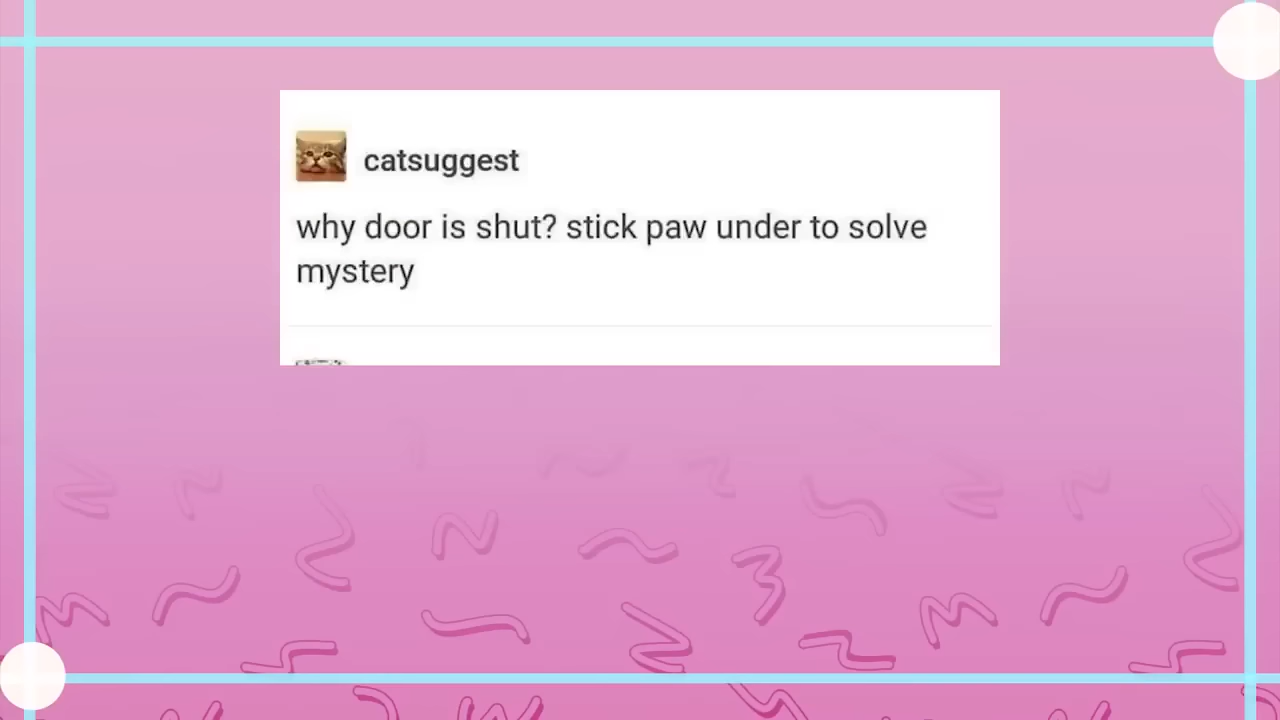 catsuggest
why door is shut? stick paw under to solve
mystery